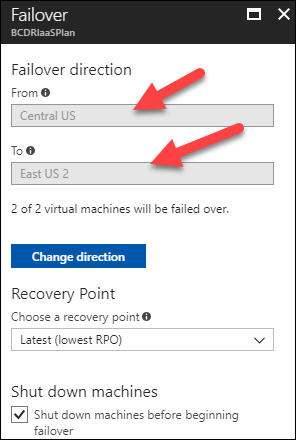 Failover
BCDRIaaSPlan
Failover direction
From
Central US
To
East US 2
2 of 2 virtual machines will be failed over.
Change direction
Recovery Point
Choose a recovery point
Latest (lowest RPO)
Shut down machines
Shut down machines before beginning
failover